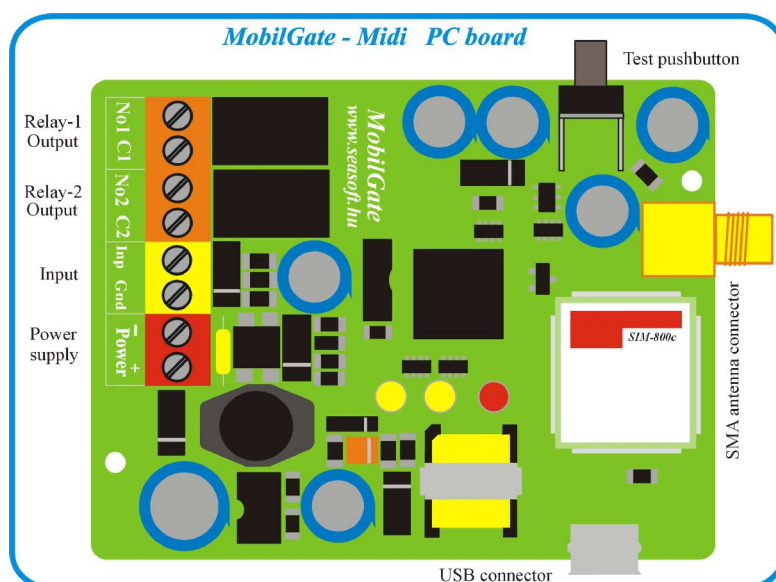 MobilGate - Midi PC board
Test pushbutton
Relay-1
Output
No1 C1
MobilGate
www.seasoft.hu
Relay-2
Output
No2 C2
Input
Inp Gnd
Power
supply
− Power +
SIM-800c
SMA antenna connector
USB connector